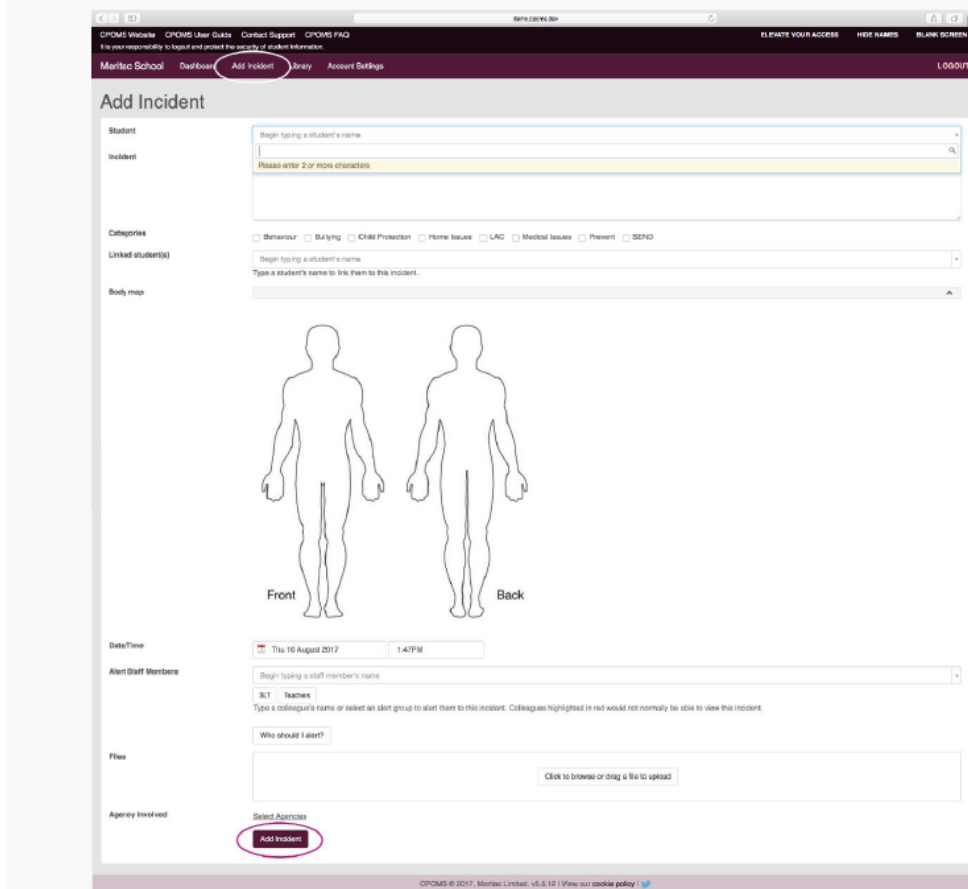 demo.cpoms.dev
CPOMS Website CPOMS User Guide Contact Support CPOMS FAQ ELEVATE YOUR ACCESS HIDE NAMES BLANK SCREEN
It is your responsibility to logout and protect the security of student information.
Meritec School Dashboard Add Incident Library Account Settings LOGOUT
Add Incident
Student Begin typing a student's name
Incident
Please enter 2 or more characters
Categories Behaviour Bullying Child Protection Home Issues LAC Medical Issues Prevent SEND
Linked student(s) Begin typing a student's name
Type a student's name to link them to this incident.
Body map
Front Back
Date/Time Thu 10 August 2017 1:47PM
Alert Staff Members Begin typing a staff member's name
SLT Teachers
Type a colleague's name or select an alert group to alert them to this incident. Colleagues highlighted in red would not normally be able to view this incident.
Who should I alert?
Files
Click to browse or drag a file to upload
Agency Involved Select Agencies
Add Incident
CPOMS © 2017, Meritec Limited. v5.5.12 | View our cookie policy |